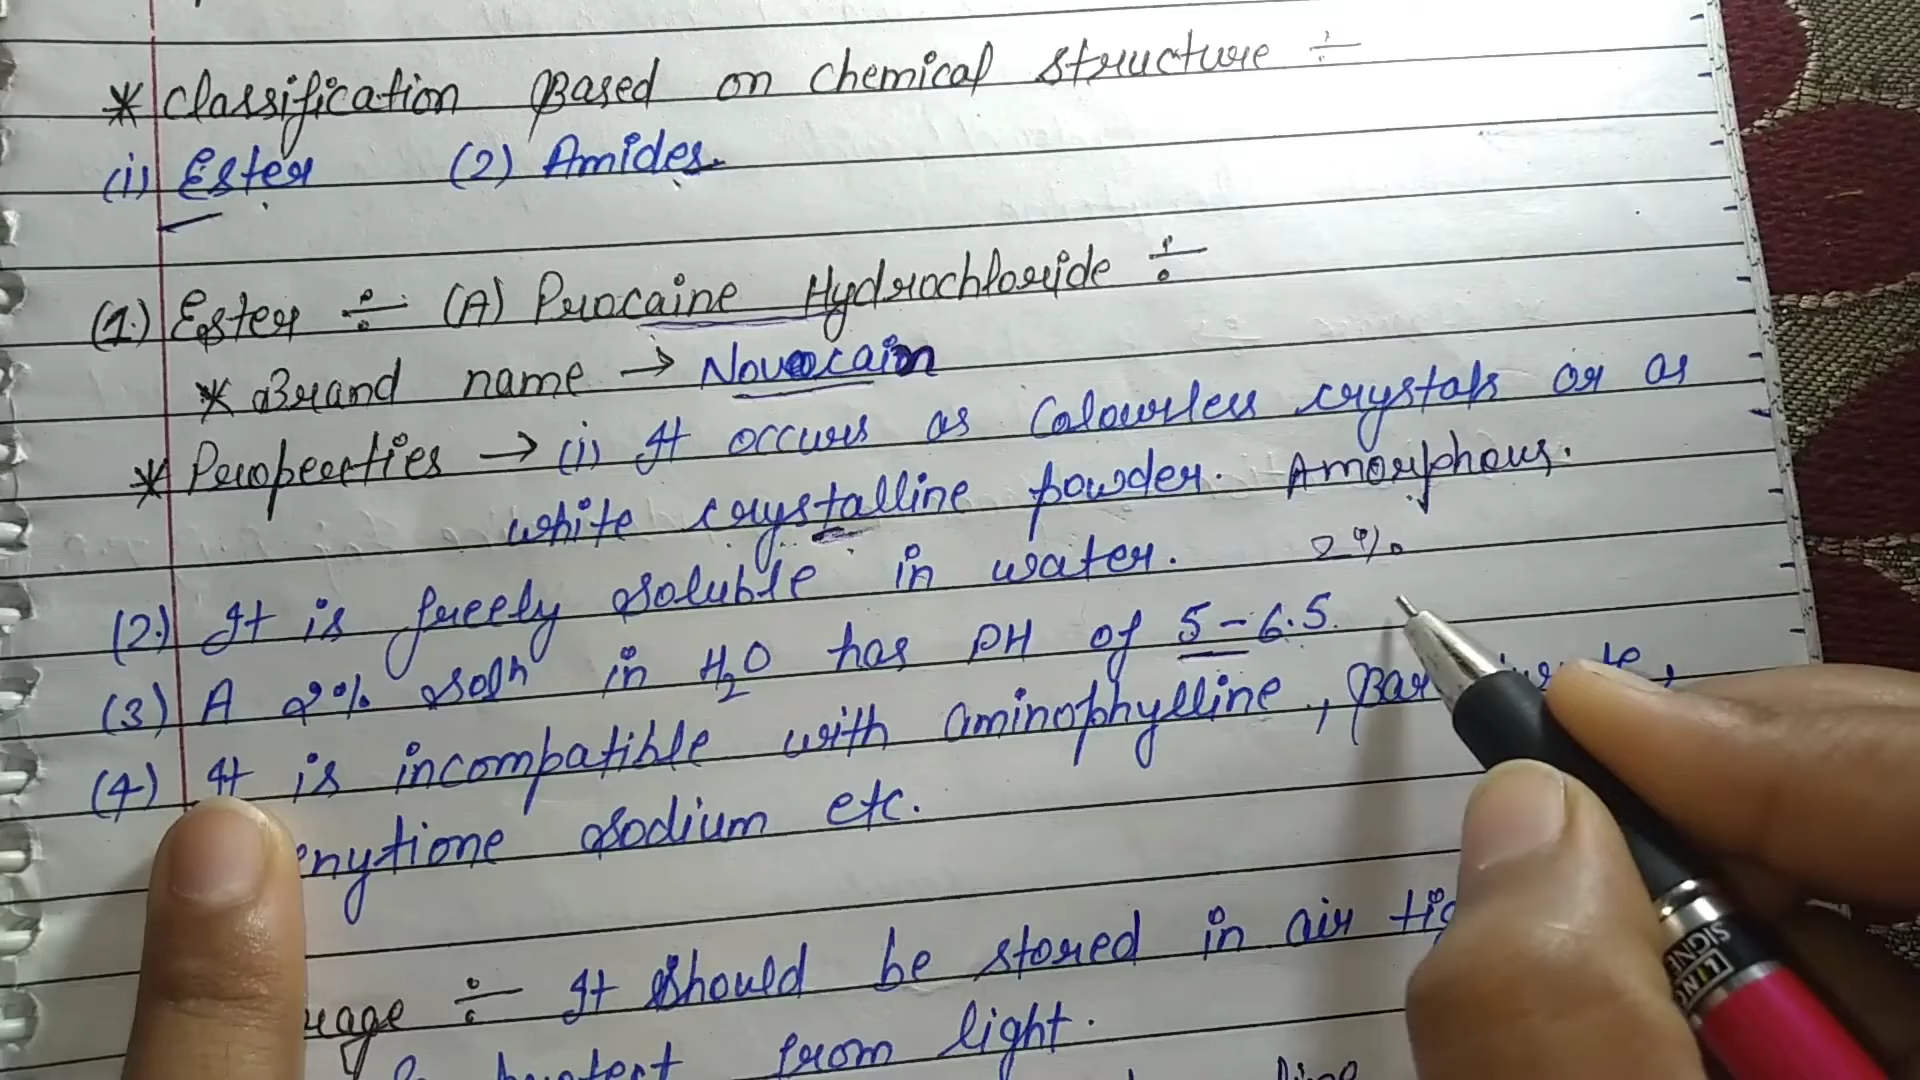 * Classification Based on Chemical structure ÷
(i) Ester (2) Amides.
(1.) Ester ÷ (A) Procaine Hydrochloride ÷
* Brand name → Novocain
* Properties → (i) It occurs as Colourless crystals or as
white crystalline powder. Amorphous.
(2.) It is freely soluble in water. 2%
(3) A 2% soln in H2O has PH of 5-6.5.
(4) It is incompatible with aminophylline,
sodium etc.
÷ It should be stored in air
from light.